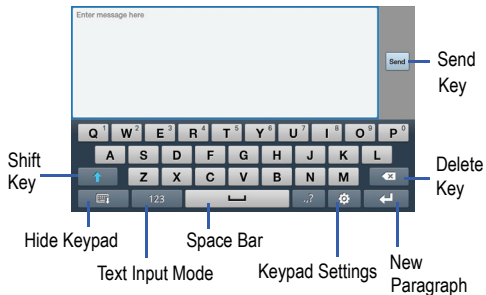 Enter message here
Send
Send
Key
Q 1 W 2 E 3 R 4 T 5 Y 6 U 7 I 8 O 9 P 0
A S D F G H J K L
Shift
Key
Z X C V B N M
Delete
Key
123 .,?
Hide Keypad
Space Bar
Text Input Mode
Keypad Settings
New
Paragraph